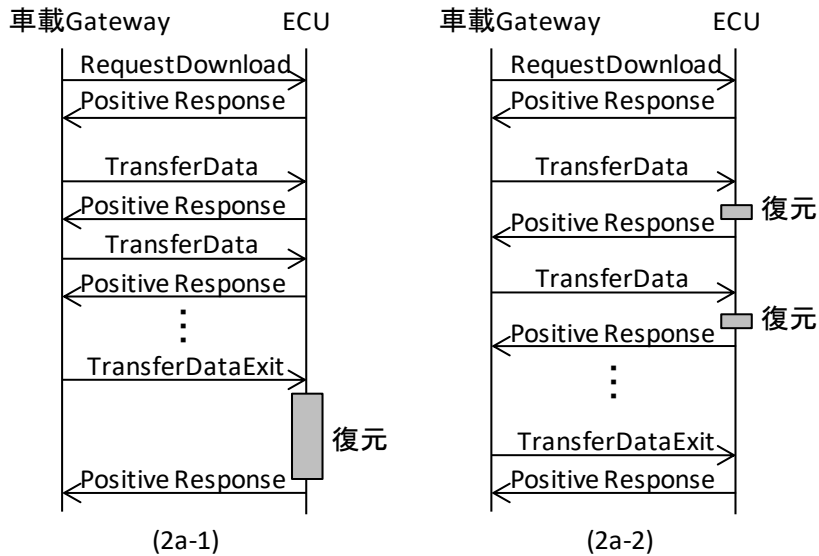 車載Gateway ECU
RequestDownload
Positive Response
TransferData
Positive Response
TransferData
Positive Response
⋮
TransferDataExit
復元
Positive Response
(2a-1)
車載Gateway ECU
RequestDownload
Positive Response
TransferData
復元
Positive Response
TransferData
復元
Positive Response
⋮
TransferDataExit
Positive Response
(2a-2)